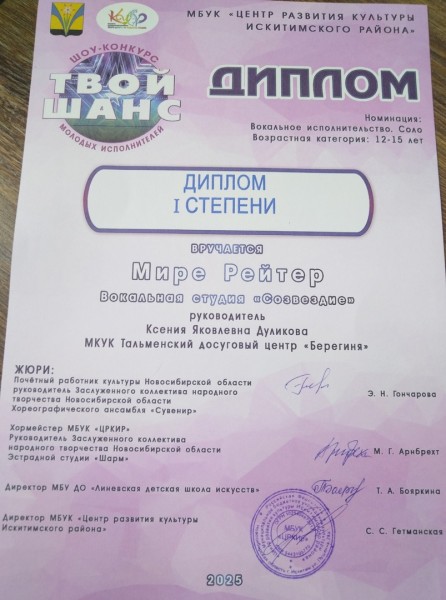 МБУК «ЦЕНТР РАЗВИТИЯ КУЛЬТУРЫ
ИСКИТИМСКОГО РАЙОНА»
ШОУ-КОНКУРС
ТВОЙ
ШАНС
МОЛОДЫХ ИСПОЛНИТЕЛЕЙ
ДИПЛОМ
Номинация:
Вокальное исполнительство. Соло
Возрастная категория: 12-15 лет
ДИПЛОМ
I СТЕПЕНИ
ВРУЧАЕТСЯ
Мире Рейтер
Вокальная студия «Созвездие»
руководитель
Ксения Яковлевна Дуликова
МКУК Тальменский досуговый центр «Берегиня»
ЖЮРИ:
Почётный работник культуры Новосибирской области
руководитель Заслуженного коллектива народного
творчества Новосибирской области
Хореографического ансамбля «Сувенир»
Э. Н. Гончарова
Хормейстер МБУК «ЦРКИР»
Руководитель Заслуженного коллектива
народного творчества Новосибирской области
Эстрадной студии «Шарм»
М. Г. Арнбрехт
Директор МБУ ДО «Линевская детская школа искусств»
Т. А. Бояркина
Директор МБУК «Центр развития культуры
Искитимского района»
С. С. Гетманская
МБУК
«ЦРКИР»
2025